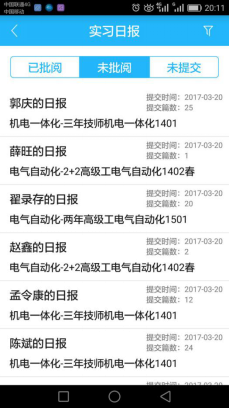 中国联通4G
中国移动
20:11
实习日报
已批阅
未批阅
未提交
郭庆的日报
提交时间：2017-03-20
提交篇数：25
机电一体化-三年技师机电一体化1401
薛旺的日报
提交时间：2017-03-20
提交篇数：1
电气自动化-2+2高级工电气自动化1402春
翟录存的日报
提交时间：2017-03-20
提交篇数：20
电气自动化-两年高级工电气自动化1501
赵鑫的日报
提交时间：2017-03-20
提交篇数：2
电气自动化-2+2高级工电气自动化1402春
孟令康的日报
提交时间：2017-03-20
提交篇数：12
机电一体化-三年技师机电一体化1401
陈斌的日报
提交时间：2017-03-20
提交篇数：24
机电一体化-三年技师机电一体化1401